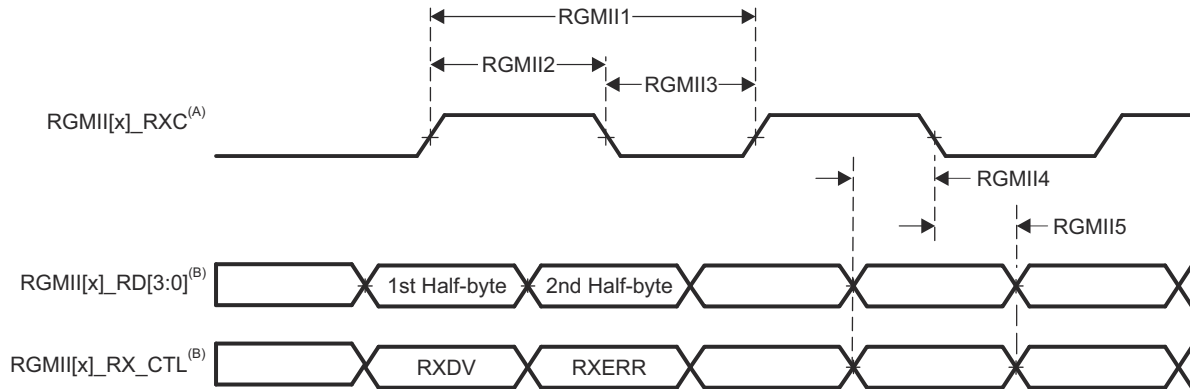 RGMII1
RGMII2
RGMII3
RGMII[x]_RXC(A)
RGMII4
RGMII5
RGMII[x]_RD[3:0](B)
1st Half-byte
2nd Half-byte
RGMII[x]_RX_CTL(B)
RXDV
RXERR